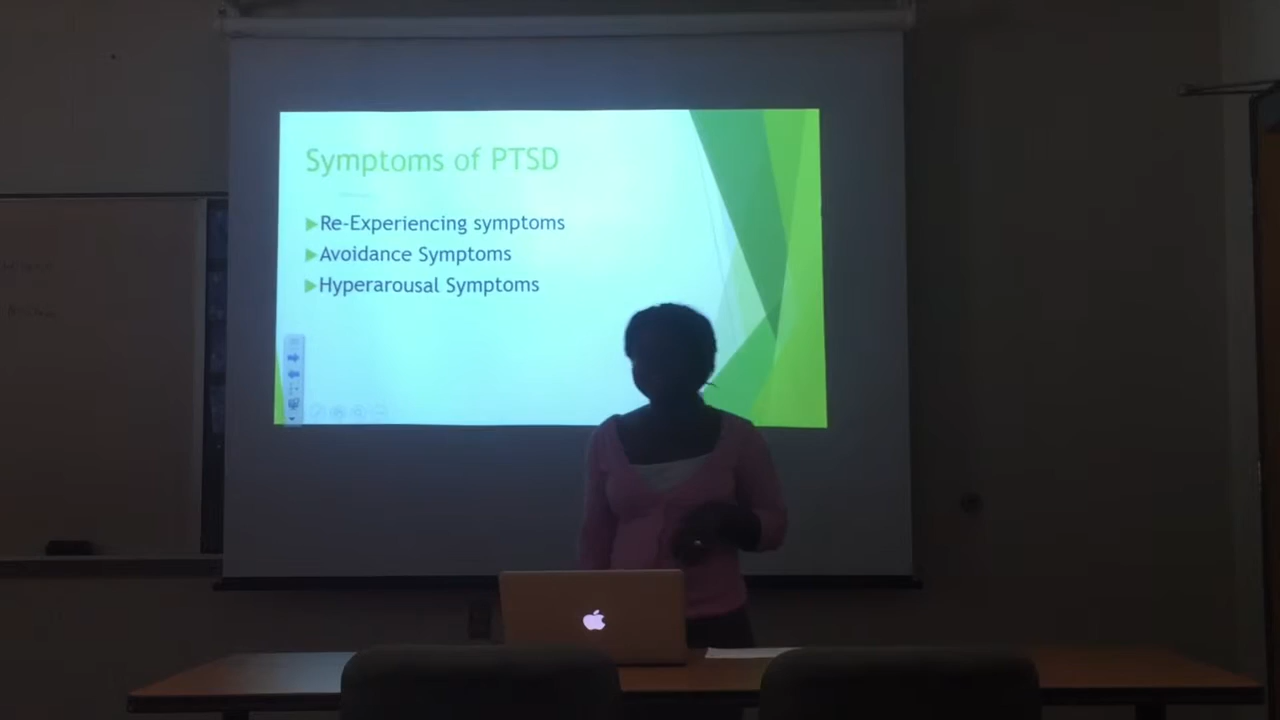 Symptoms of PTSD
Re-Experiencing symptoms
Avoidance Symptoms
Hyperarousal Symptoms